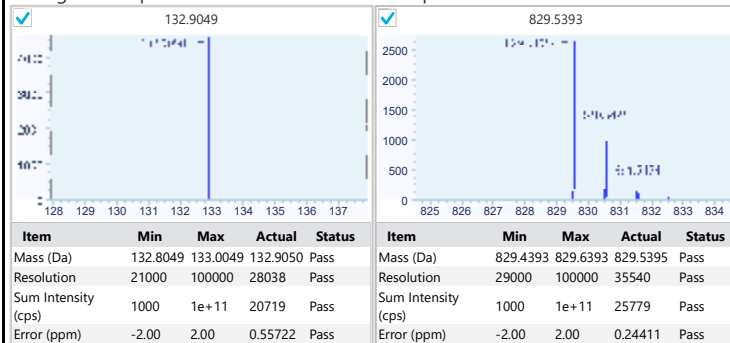 132.9049
128 129 130 131 132 133 134 135 136 137
Item Min Max Actual Status
Mass (Da) 132.8049 133.0049 132.9050 Pass
Resolution 21000 100000 28038 Pass
Sum Intensity (cps) 1000 1e+11 20719 Pass
Error (ppm) -2.00 2.00 0.55722 Pass
829.5393
2500
2000
1500
1000
500
0
825 826 827 828 829 830 831 832 833 834
Item Min Max Actual Status
Mass (Da) 829.4393 829.6393 829.5395 Pass
Resolution 29000 100000 35540 Pass
Sum Intensity (cps) 1000 1e+11 25779 Pass
Error (ppm) -2.00 2.00 0.24411 Pass